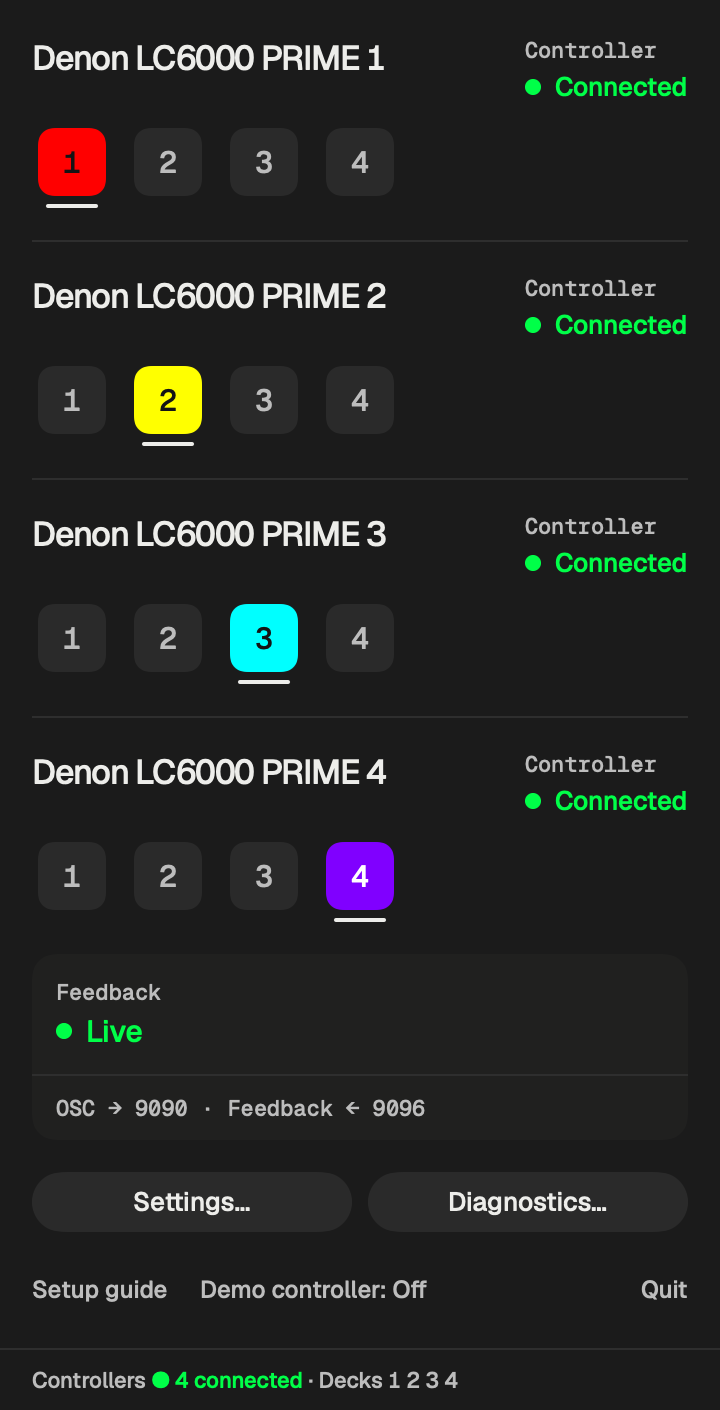 Denon LC6000 PRIME 1
Controller
Connected
1 2 3 4
Denon LC6000 PRIME 2
Controller
Connected
1 2 3 4
Denon LC6000 PRIME 3
Controller
Connected
1 2 3 4
Denon LC6000 PRIME 4
Controller
Connected
1 2 3 4
Feedback
Live
OSC → 9090 · Feedback ← 9096
Settings... Diagnostics...
Setup guide Demo controller: Off Quit
Controllers 4 connected · Decks 1 2 3 4